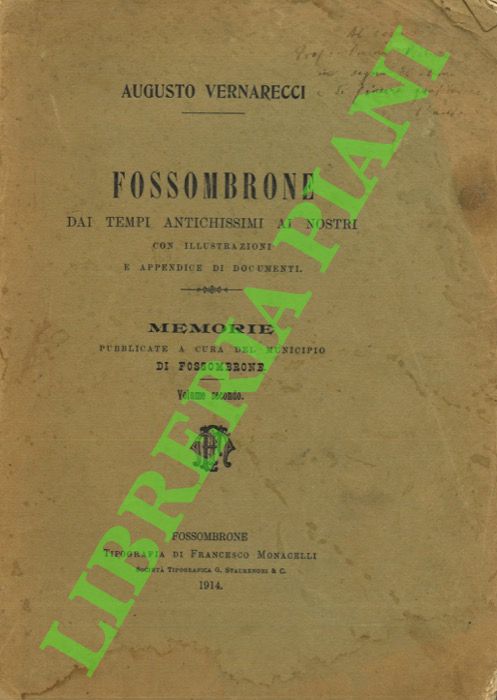 AUGUSTO VERNARECCI
FOSSOMBRONE
DAI TEMPI ANTICHISSIMI AI NOSTRI
CON ILLUSTRAZIONI
E APPENDICE DI DOCUMENTI.
MEMORIE
PUBBLICATE A CURA DEL MUNICIPIO
DI FOSSOMBRONE.
Volume secondo.
FOSSOMBRONE
TIPOGRAFIA DI FRANCESCO MONACELLI
SOCIETÀ TIPOGRAFICA G. STAURENGHI & C.
1914.
LIBRERIA PIANI